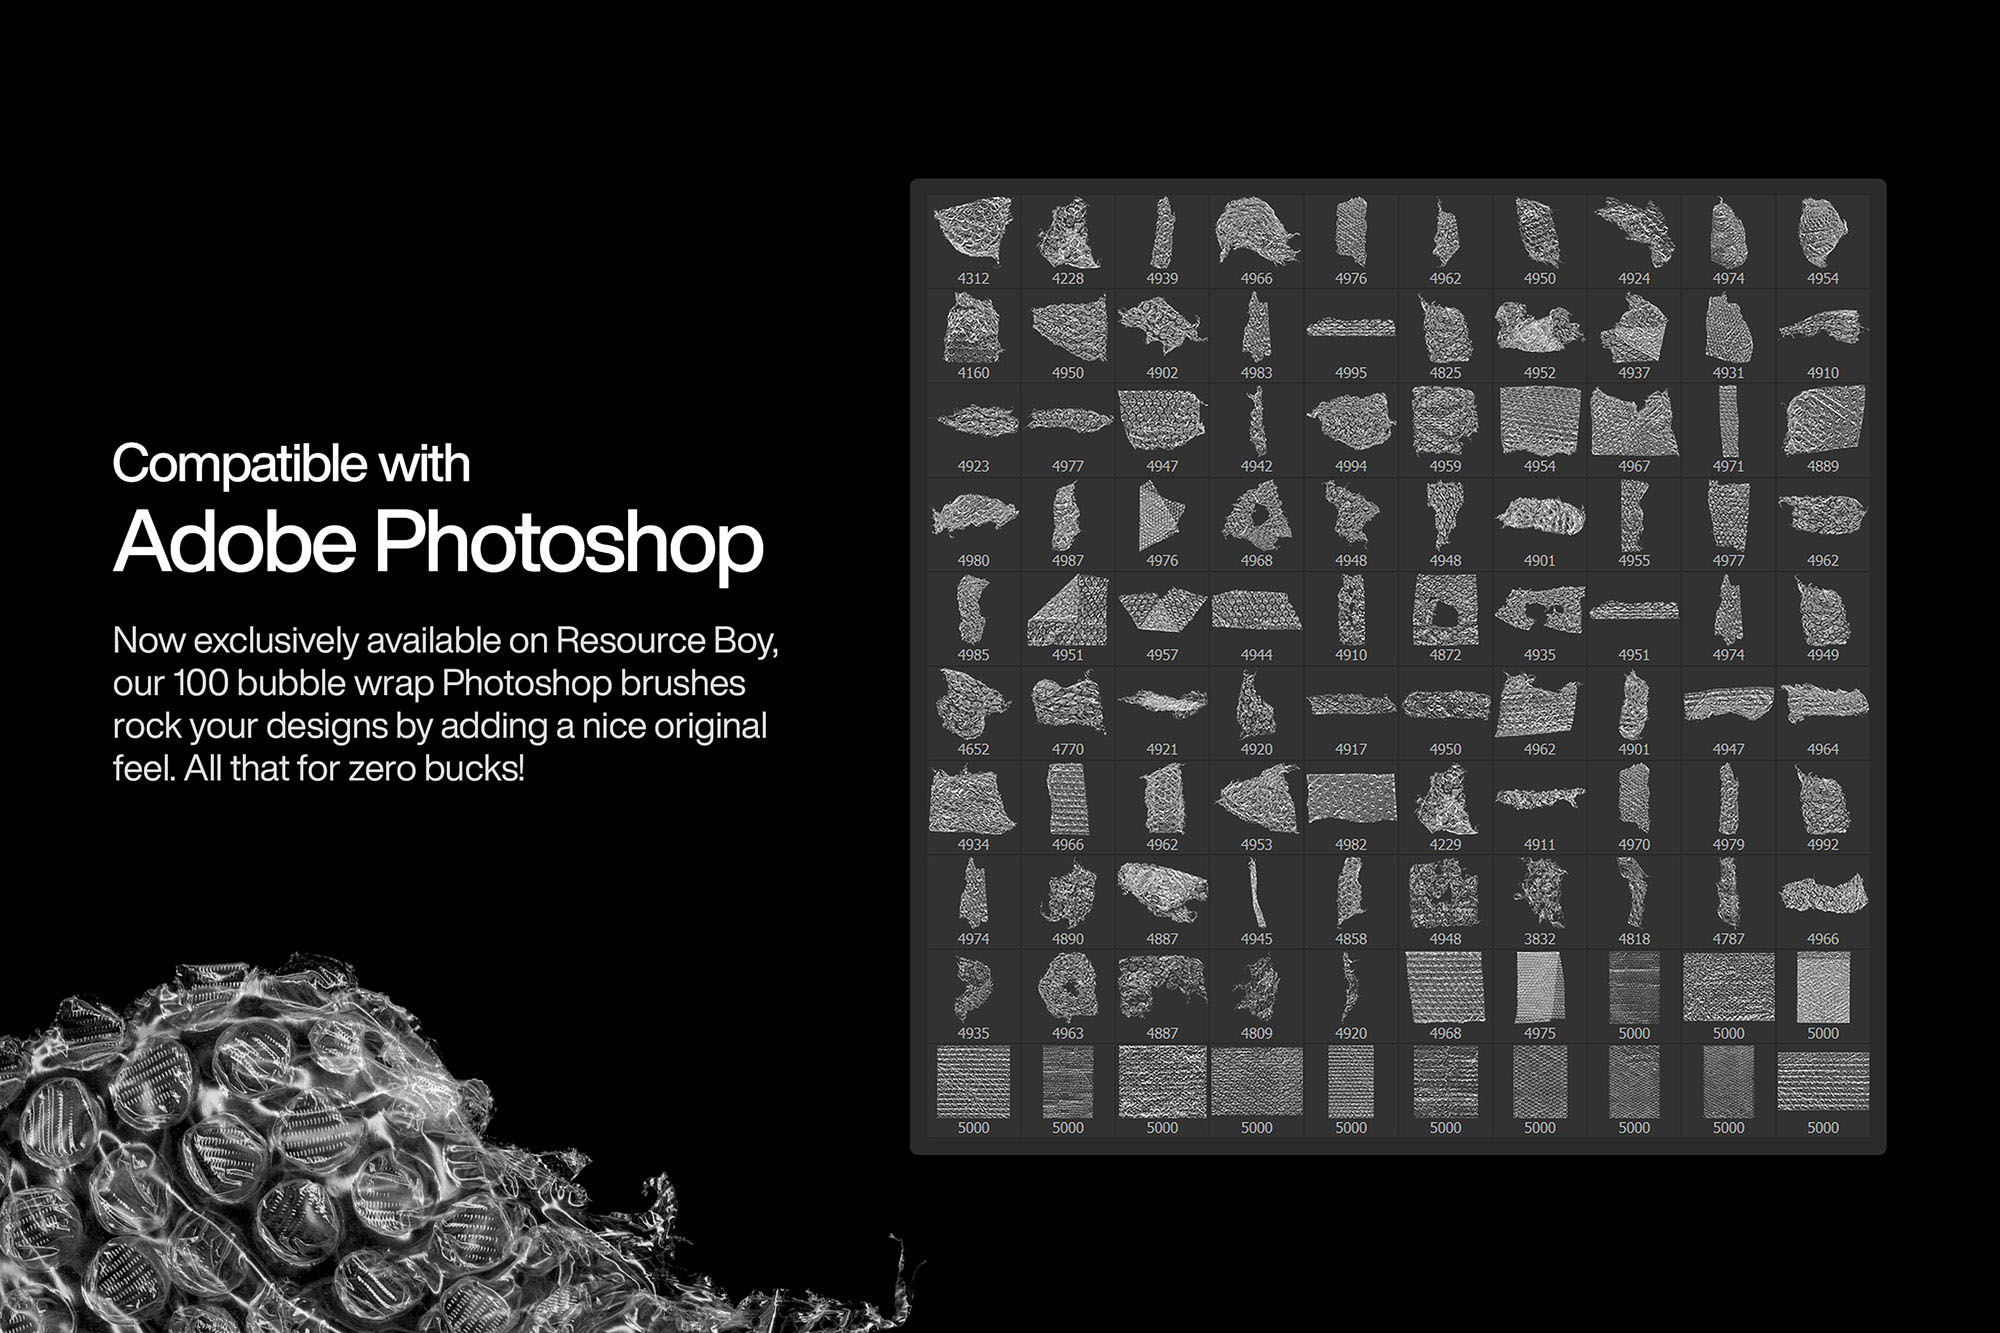 Compatible with
Adobe Photoshop
Now exclusively available on Resource Boy,
our 100 bubble wrap Photoshop brushes
rock your designs by adding a nice original
feel. All that for zero bucks!
4312 4228 4939 4966 4976 4962 4950 4924 4974 4954
4160 4950 4902 4983 4995 4825 4952 4937 4931 4910
4923 4977 4947 4942 4994 4959 4954 4967 4971 4889
4980 4987 4976 4968 4948 4948 4901 4955 4977 4962
4985 4951 4957 4944 4910 4872 4935 4951 4974 4949
4652 4770 4921 4920 4917 4950 4962 4901 4947 4964
4934 4966 4962 4953 4982 4229 4911 4970 4979 4992
4974 4890 4887 4945 4858 4948 3832 4818 4787 4966
4935 4963 4887 4809 4920 4968 4975 5000 5000 5000
5000 5000 5000 5000 5000 5000 5000 5000 5000 5000